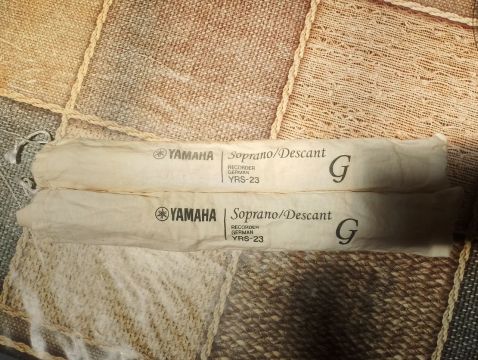 YAMAHA Soprano/Descant
RECORDER
GERMAN
YRS-23
G
YAMAHA Soprano/Descant
RECORDER
GERMAN
YRS-23
G